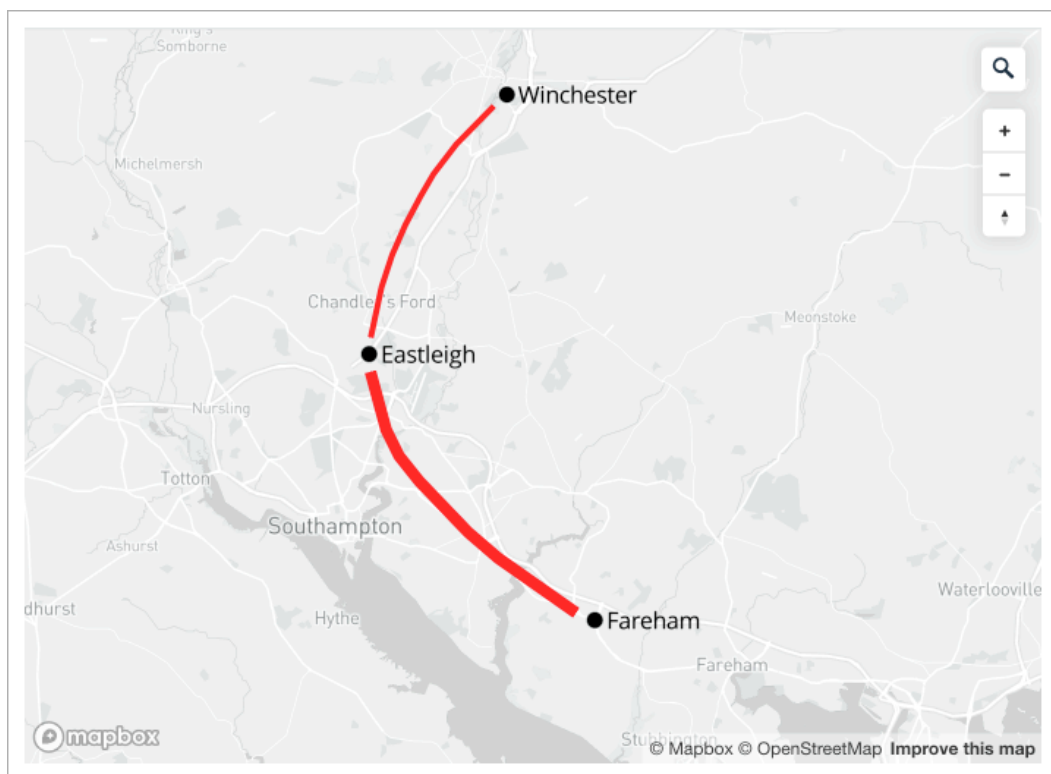 King's
Somborne
Winchester
Michelmersh
Chandler's Ford
Meonstoke
Eastleigh
Nursling
Totton
Southampton
Ashurst
Waterlooville
dhurst
Hythe
Fareham
Fareham
mapbox
Stubbington
© Mapbox © OpenStreetMap Improve this map